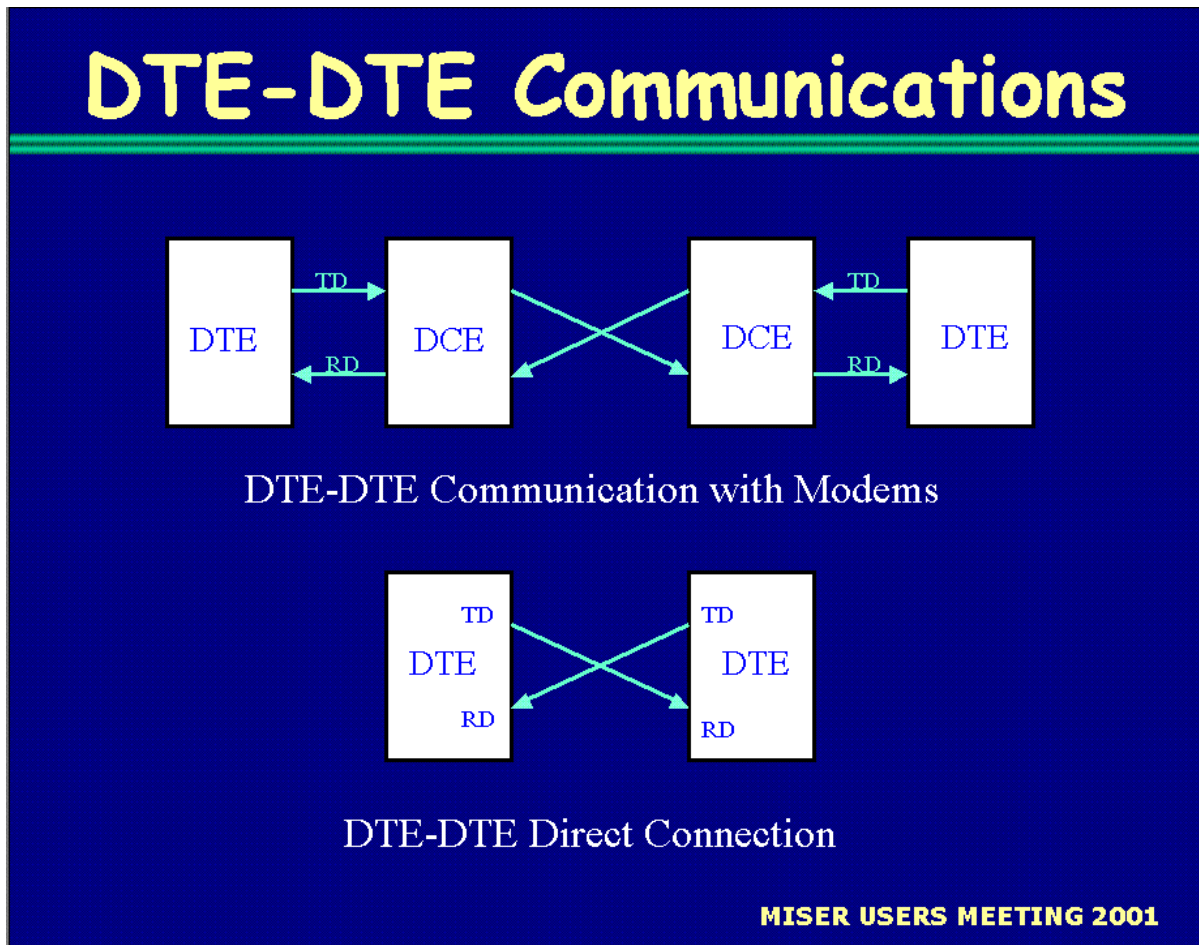 DTE-DTE Communications
TD TD
DTE DCE DCE DTE
RD RD
DTE-DTE Communication with Modems
TD TD
DTE DTE
RD RD
DTE-DTE Direct Connection
MISER USERS MEETING 2001